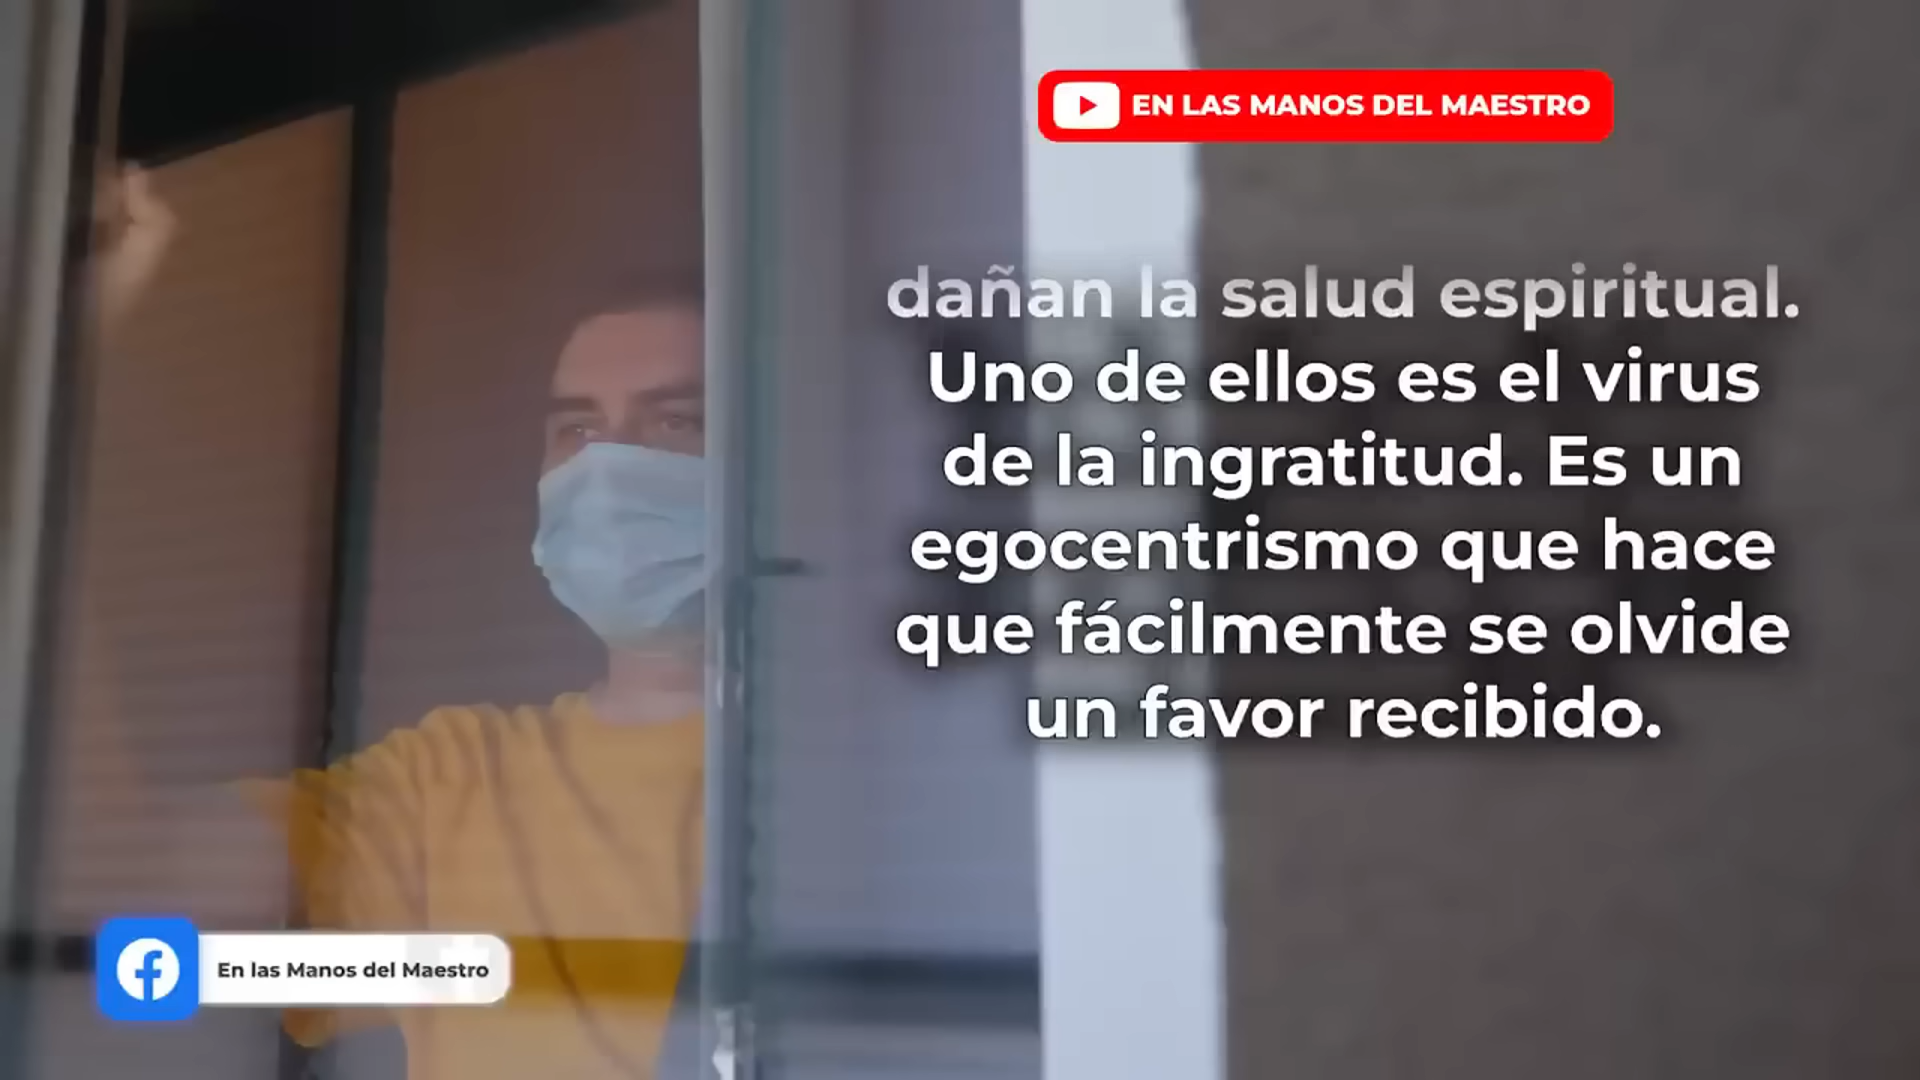 EN LAS MANOS DEL MAESTRO
dañan la salud espiritual.
Uno de ellos es el virus
de la ingratitud. Es un
egocentrismo que hace
que fácilmente se olvide
un favor recibido.
En las Manos del Maestro